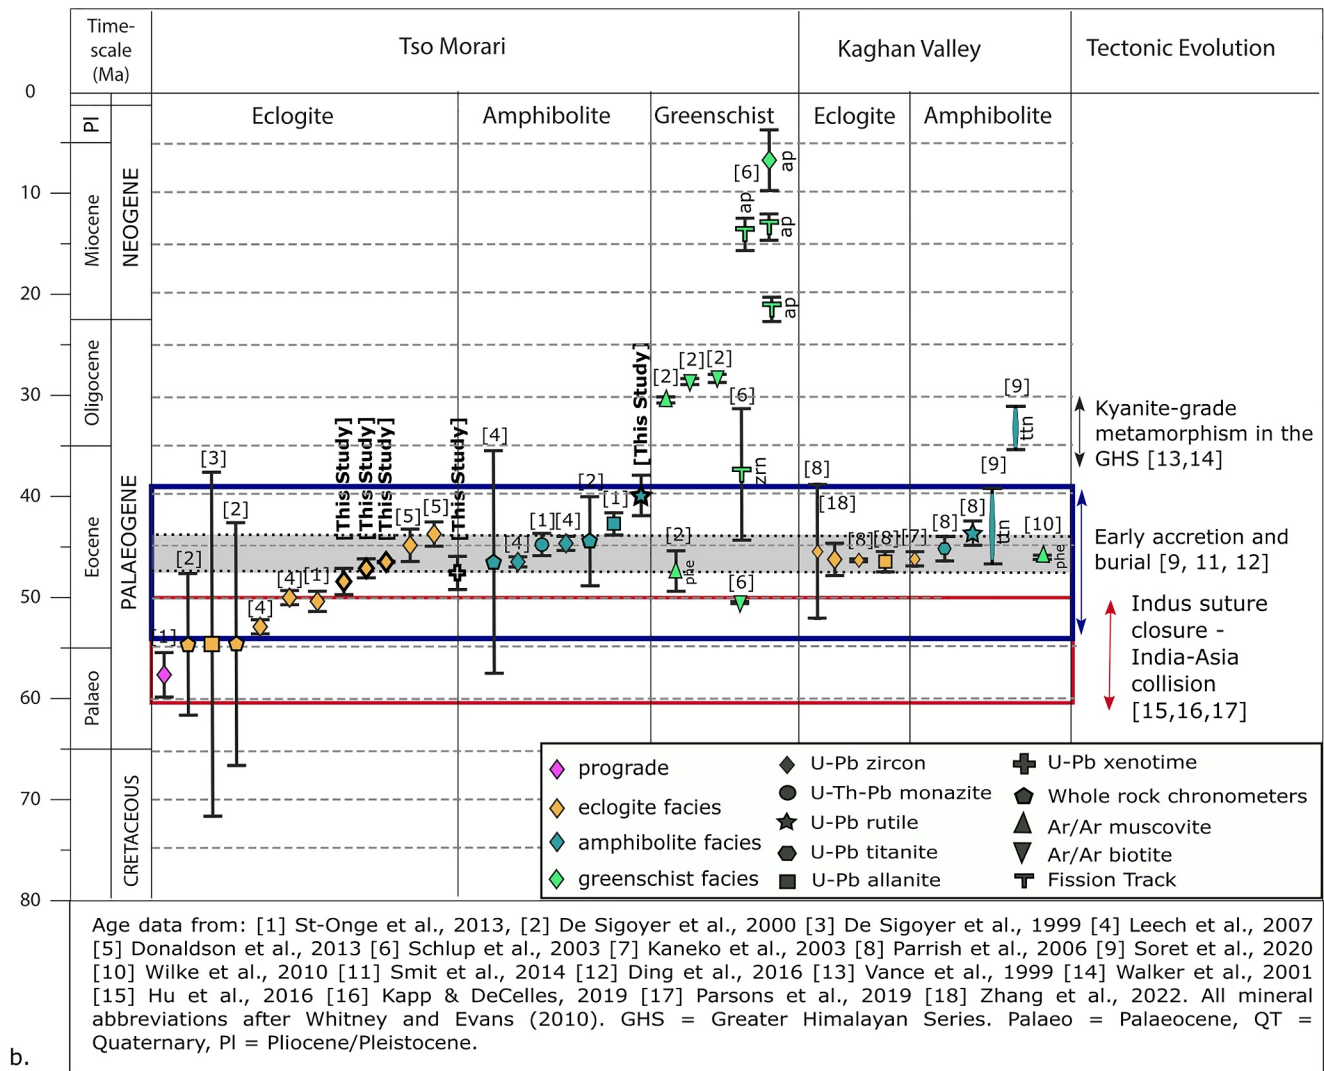 Time-
scale
(Ma)
Tso Morari
Kaghan Valley
Tectonic Evolution
0
Pl
Eclogite
Amphibolite
Greenschist
Eclogite
Amphibolite
[6]
ap
10
ap
ap
Miocene
NEOGENE
20
ap
Oligocene
[This Study]
[2]
[2]
[2]
30
[6]
[9]
ttn
Kyanite-grade
metamorphism in the
GHS [13,14]
[This Study]
[This Study]
[This Study]
[This Study]
[4]
[3]
zrn
[8]
[9]
40
PALAEOGENE
[2]
[2]
[1]
[18]
Eocene
[2]
[5]
[5]
[4]
[1]
[4]
[2]
phe
[8]
[8]
[7]
[8]
[8]
ttn
[10]
phe
Early accretion and
burial [9, 11, 12]
[4]
[1]
[6]
50
[4]
Indus suture
closure -
India-Asia
collision
[15,16,17]
[1]
60
Palaeo
70
CRETACEOUS
80
prograde
eclogite facies
amphibolite facies
greenschist facies
U-Pb zircon
U-Th-Pb monazite
U-Pb rutile
U-Pb titanite
U-Pb allanite
U-Pb xenotime
Whole rock chronometers
Ar/Ar muscovite
Ar/Ar biotite
Fission Track
Age data from: [1] St-Onge et al., 2013, [2] De Sigoyer et al., 2000 [3] De Sigoyer et al., 1999 [4] Leech et al., 2007
[5] Donaldson et al., 2013 [6] Schlup et al., 2003 [7] Kaneko et al., 2003 [8] Parrish et al., 2006 [9] Soret et al., 2020
[10] Wilke et al., 2010 [11] Smit et al., 2014 [12] Ding et al., 2016 [13] Vance et al., 1999 [14] Walker et al., 2001
[15] Hu et al., 2016 [16] Kapp & DeCelles, 2019 [17] Parsons et al., 2019 [18] Zhang et al., 2022. All mineral
abbreviations after Whitney and Evans (2010). GHS = Greater Himalayan Series. Palaeo = Palaeocene, QT =
Quaternary, Pl = Pliocene/Pleistocene.
b.